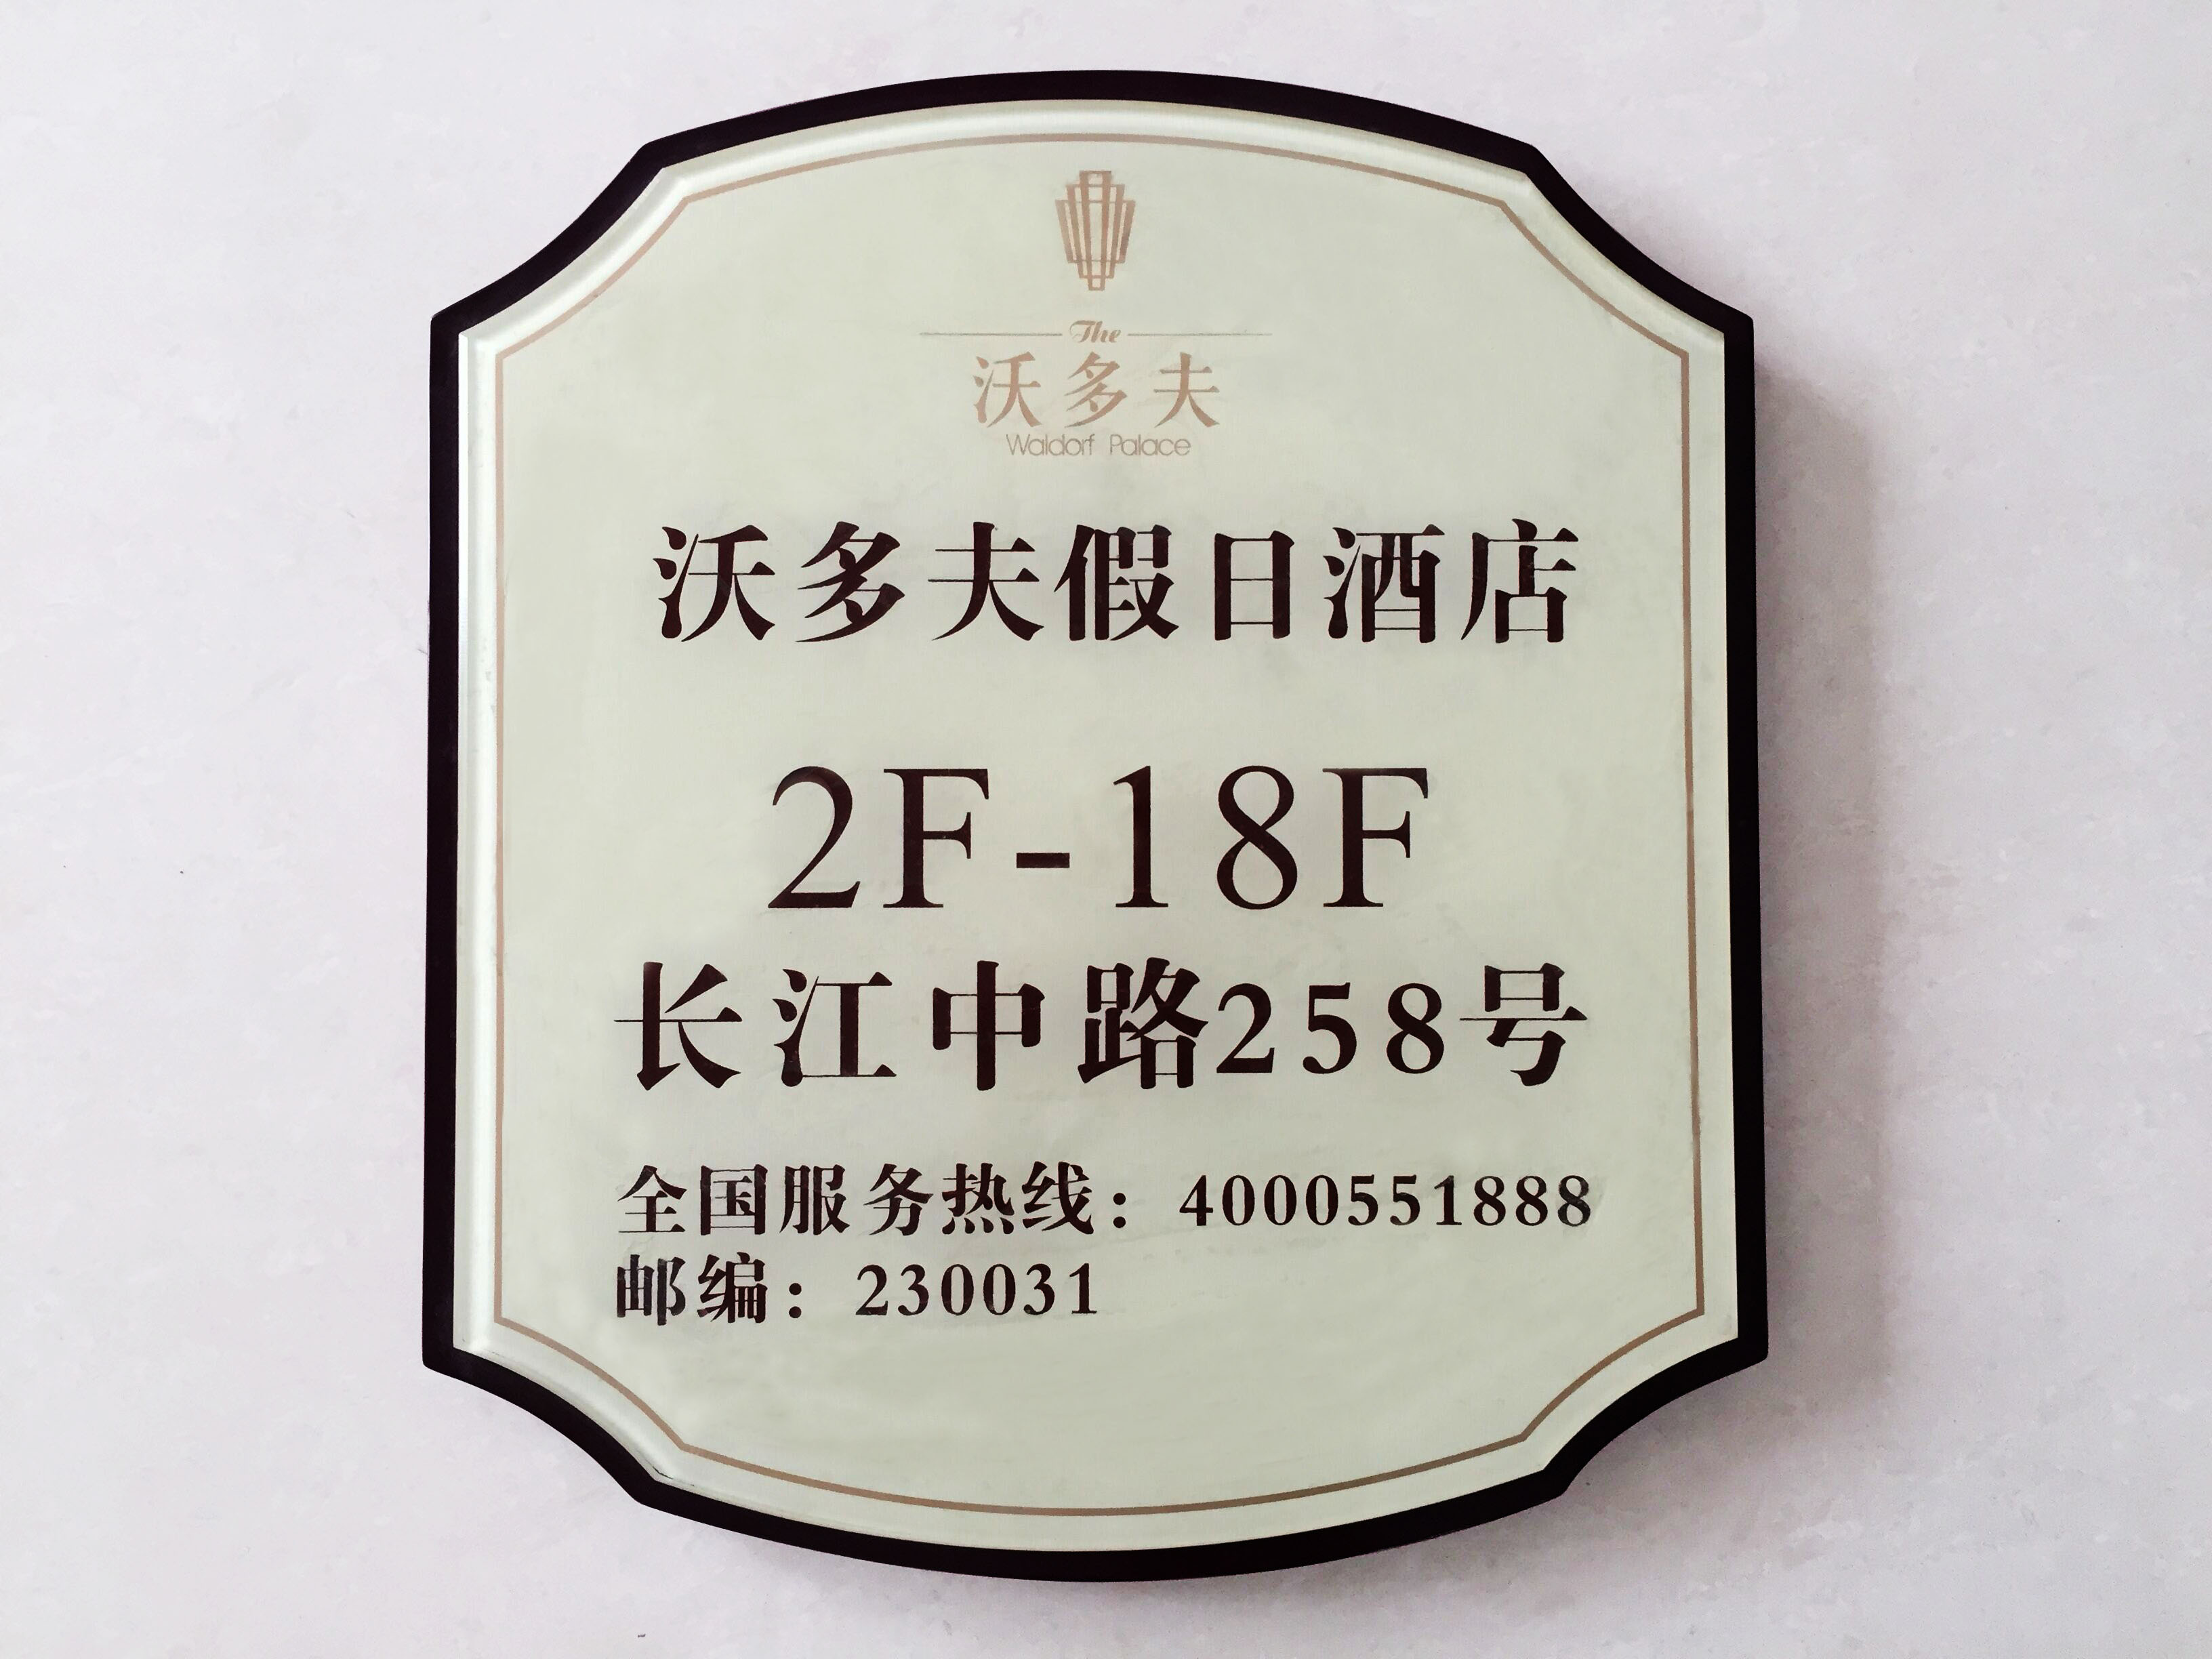 The
沃多夫
Waldorf Palace
沃多夫假日酒店
2F-18F
长江中路258号
全国服务热线：4000551888
邮编：230031